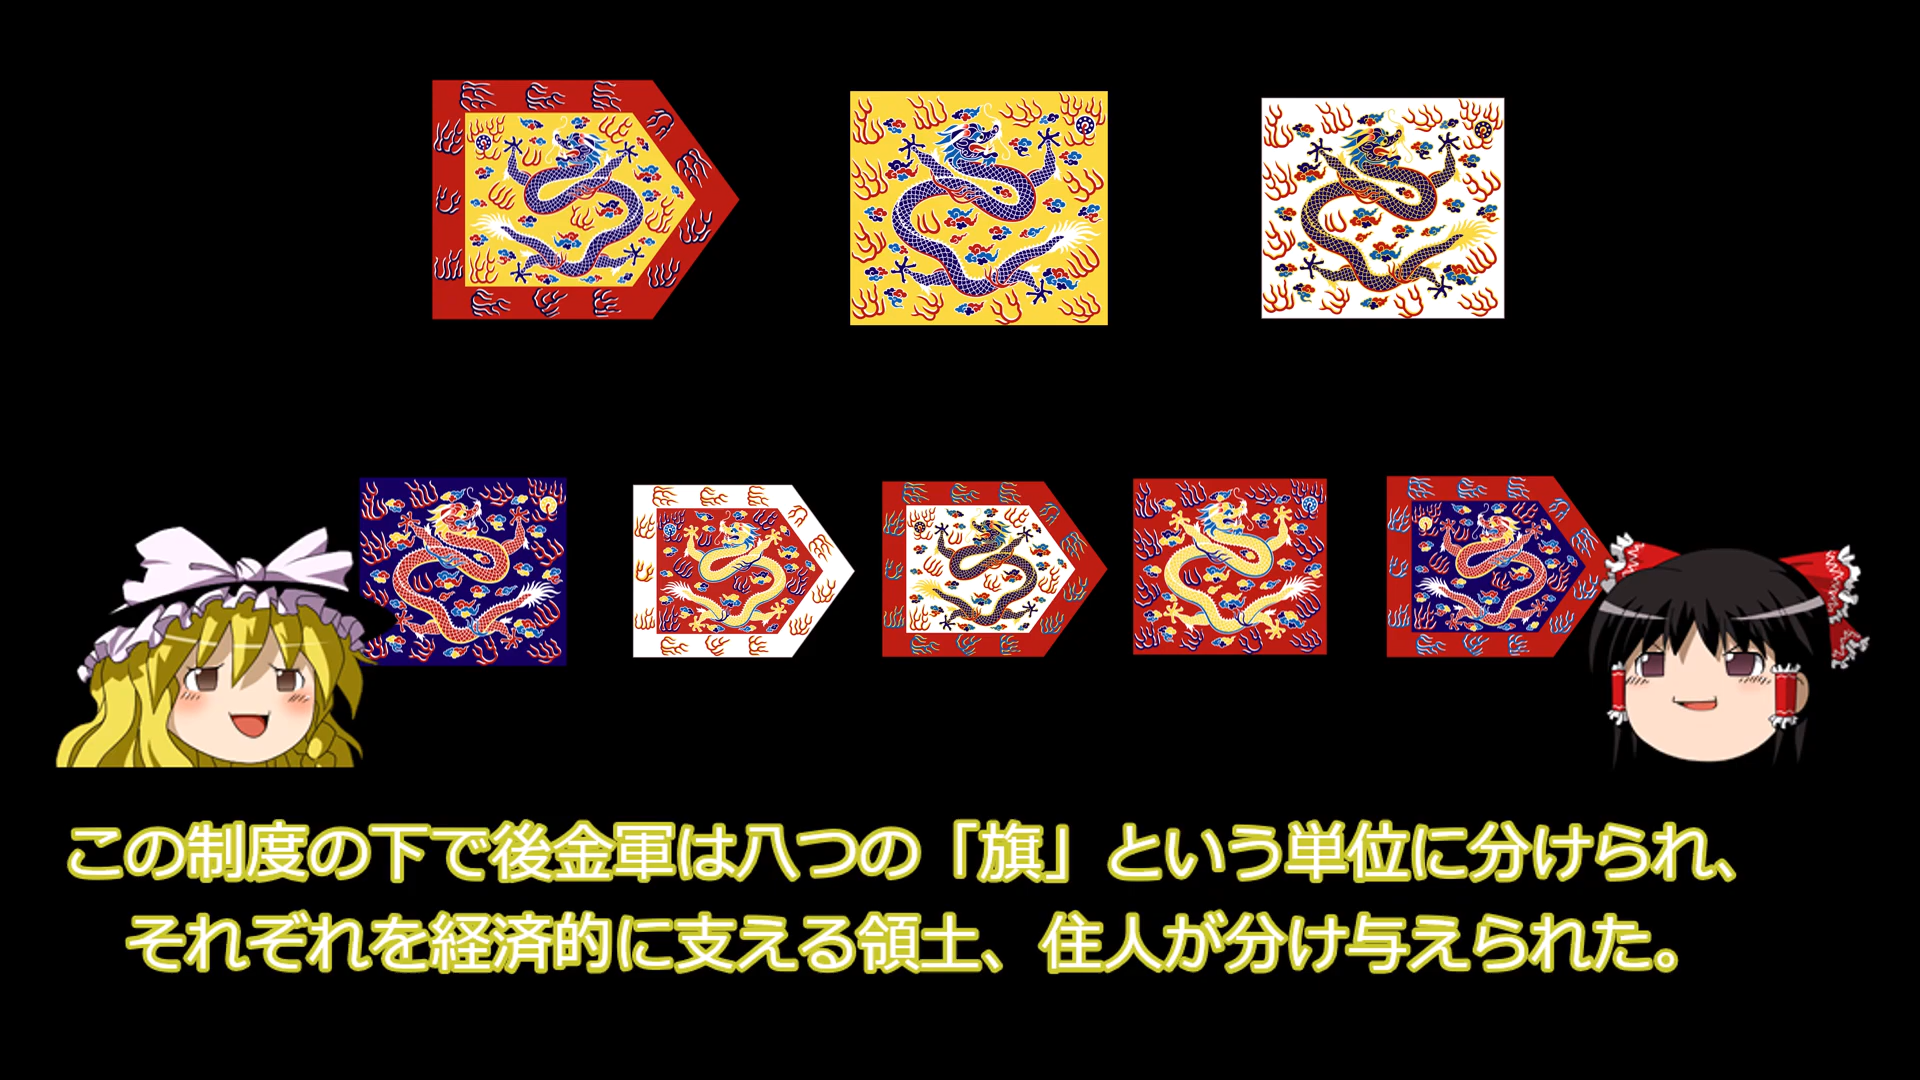 この制度の下で後金軍は八つの「旗」という単位に分けられ、
それぞれを経済的に支える領土、住人が分け与えられた。